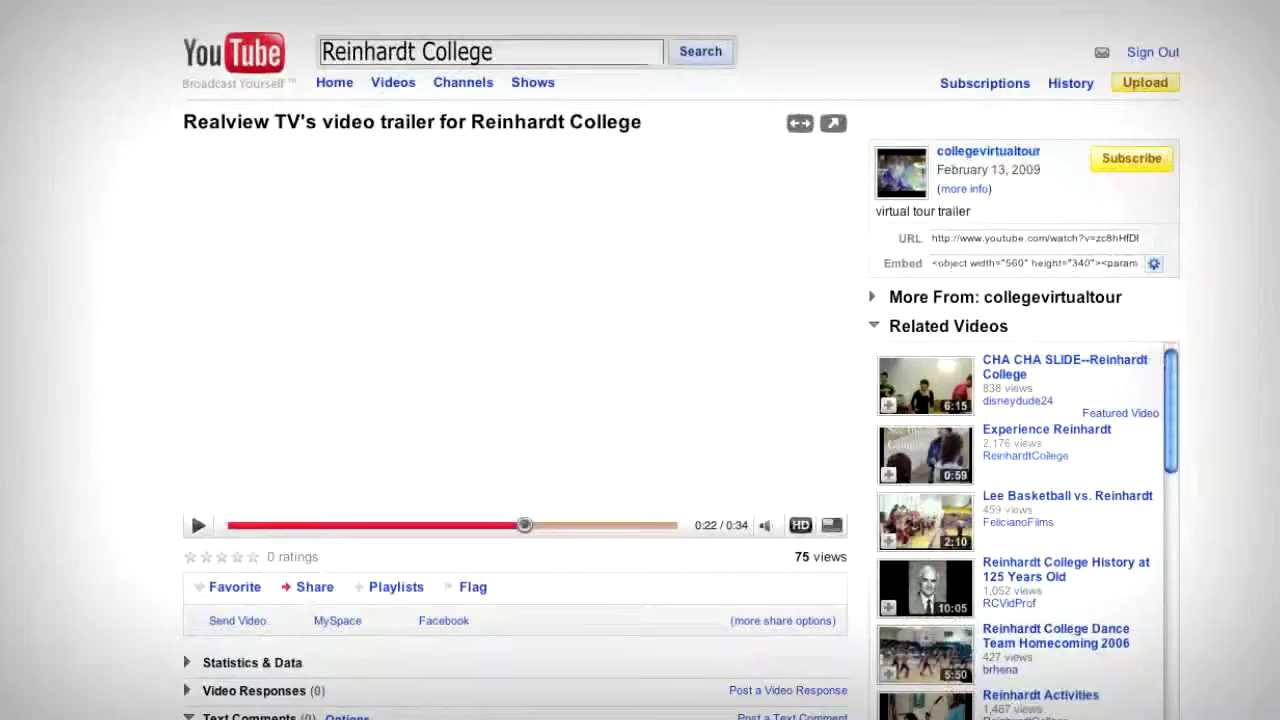 YouTube
Broadcast Yourself ™
Reinhardt College
Search
Sign Out
Home Videos Channels Shows
Subscriptions History Upload
Realview TV's video trailer for Reinhardt College
collegevirtualtour
February 13, 2009
(more info)
Subscribe
virtual tour trailer
URL http://www.youtube.com/watch?v=zc8hHfDl
Embed <object width="560" height="340"><param
More From: collegevirtualtour
Related Videos
CHA CHA SLIDE--Reinhardt
College
838 views
disneydude24
6:15
Featured Video
Experience Reinhardt
2,176 views
ReinhardtCollege
0:59
Lee Basketball vs. Reinhardt
459 views
FelicianoFilms
2:10
Reinhardt College History at
125 Years Old
1,052 views
RCVidProf
10:05
Reinhardt College Dance
Team Homecoming 2006
427 views
brhena
5:50
Reinhardt Activities
1,467 views
ReinhardtCollege
0:22 / 0:34 HD
0 ratings
75 views
Favorite Share Playlists Flag
Send Video MySpace Facebook (more share options)
Statistics & Data
Video Responses (0) Post a Video Response
Text Comments (0) Options Post a Text Comment